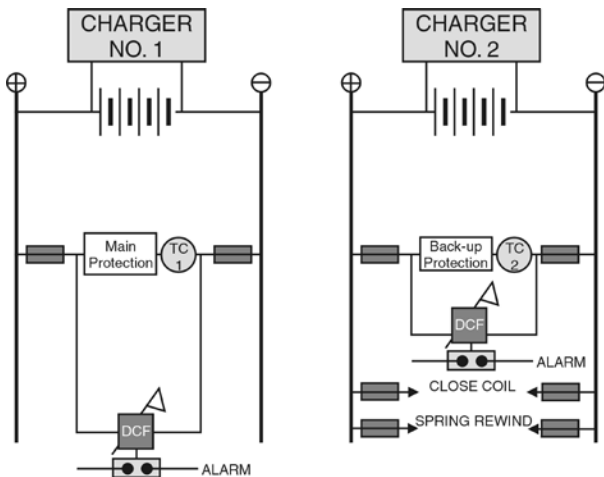 CHARGER
NO. 1
CHARGER
NO. 2
+
−
+
−
Main
Protection
TC
1
Back-up
Protection
TC
2
DCF
ALARM
CLOSE COIL
SPRING REWIND
DCF
ALARM